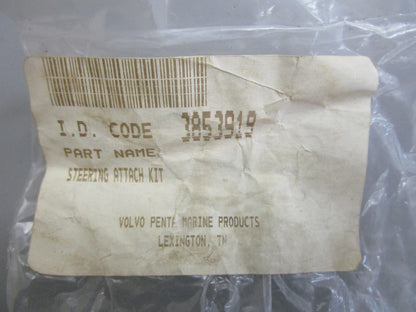 I.D. CODE 3853919
PART NAME:
STEERING ATTACH KIT
VOLVO PENTA MARINE PRODUCTS
LEXINGTON, TN